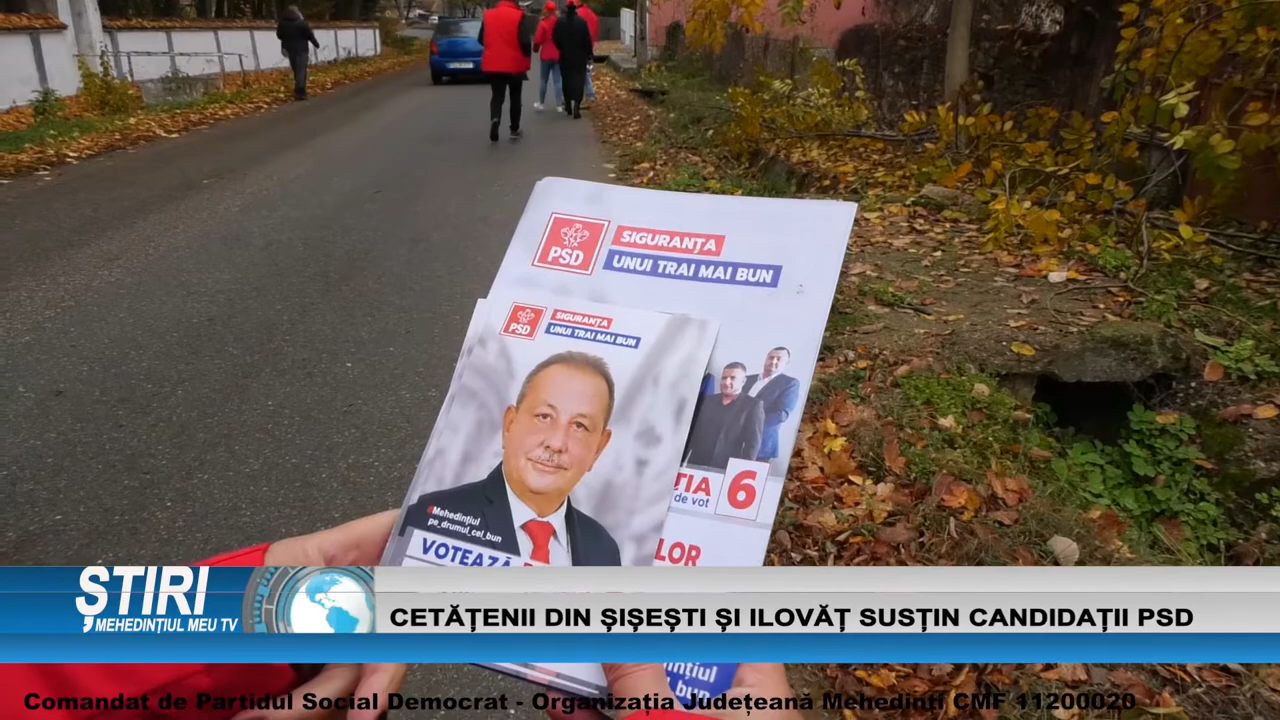 PSD
SIGURANȚA
UNUI TRAI MAI BUN
PSD
SIGURANȚA
UNUI TRAI MAI BUN
#Mehedințiul
pe_drumul_cel_bun
VOTEAZĂ
ȚIA 6
de vot
LOR
ȘTIRI
MEHEDINȚIUL MEU TV
CETĂȚENII DIN ȘIȘEȘTI ȘI ILOVĂȚ SUSȚIN CANDIDAȚII PSD
bun
Comandat de Partidul Social Democrat - Organizația Județeană Mehedinți CMF 11200020